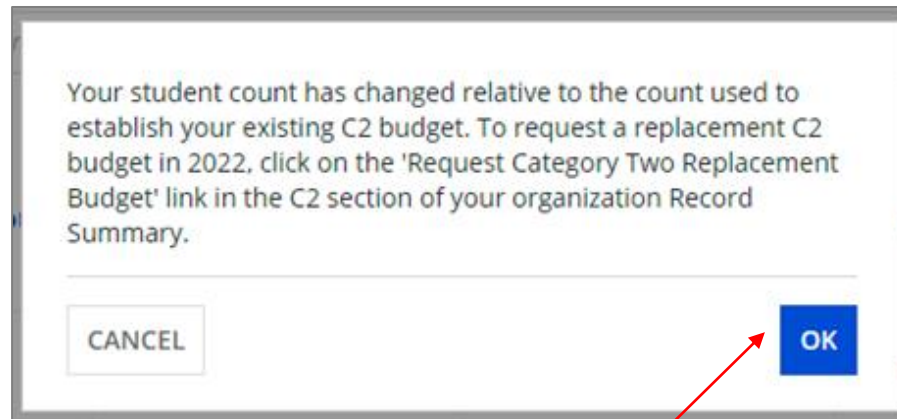 Your student count has changed relative to the count used to
establish your existing C2 budget. To request a replacement C2
budget in 2022, click on the 'Request Category Two Replacement
Budget' link in the C2 section of your organization Record
Summary.
CANCEL
OK